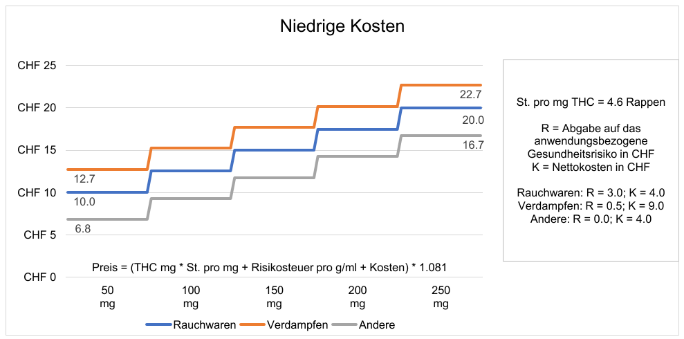 Niedrige Kosten
CHF 25
CHF 20
CHF 15
CHF 10
CHF 5
CHF 0
22.7
20.0
16.7
12.7
10.0
6.8
Preis = (THC mg * St. pro mg + Risikosteuer pro g/ml + Kosten) * 1.081
50
mg
100
mg
150
mg
200
mg
250
mg
Rauchwaren
Verdampfen
Andere
St. pro mg THC = 4.6 Rappen
R = Abgabe auf das
anwendungsbezogene
Gesundheitsrisiko in CHF
K = Nettokosten in CHF
Rauchwaren: R = 3.0; K = 4.0
Verdampfen: R = 0.5; K = 9.0
Andere: R = 0.0; K = 4.0